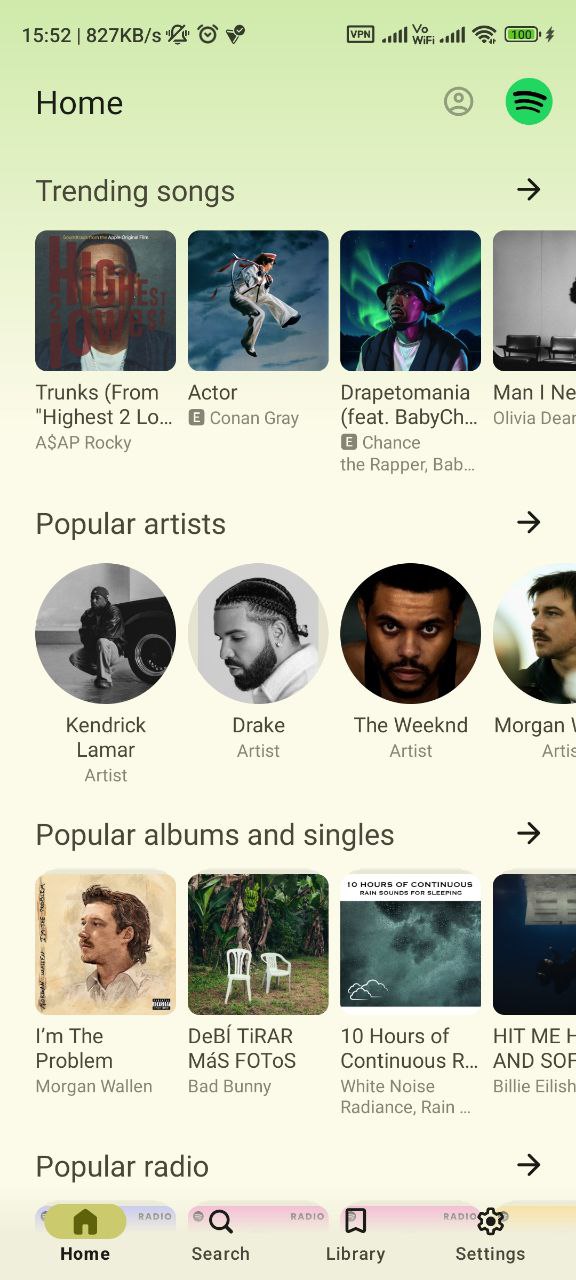 15:52 | 827KB/s
VPN
Vo
WiFi
100
Home
Trending songs
Soundtrack from the Apple Original Film
HIGHEST
2
LOWEST
Trunks (From
"Highest 2 Lo...
A$AP Rocky
Actor
E Conan Gray
Drapetomania
(feat. BabyCh...
E Chance
the Rapper, Bab...
Man I Ne
Olivia Dean
Popular artists
Kendrick
Lamar
Artist
Drake
Artist
The Weeknd
Artist
Morgan W
Artis
Popular albums and singles
10 HOURS OF CONTINUOUS
RAIN SOUNDS FOR SLEEPING
I'm The
Problem
Morgan Wallen
DeBÍ TiRAR
MáS FOToS
Bad Bunny
10 Hours of
Continuous R...
White Noise
Radiance, Rain ...
HIT ME H
AND SOF
Billie Eilish
Popular radio
RADIO
RADIO
RADIO
Home
Search
Library
Settings